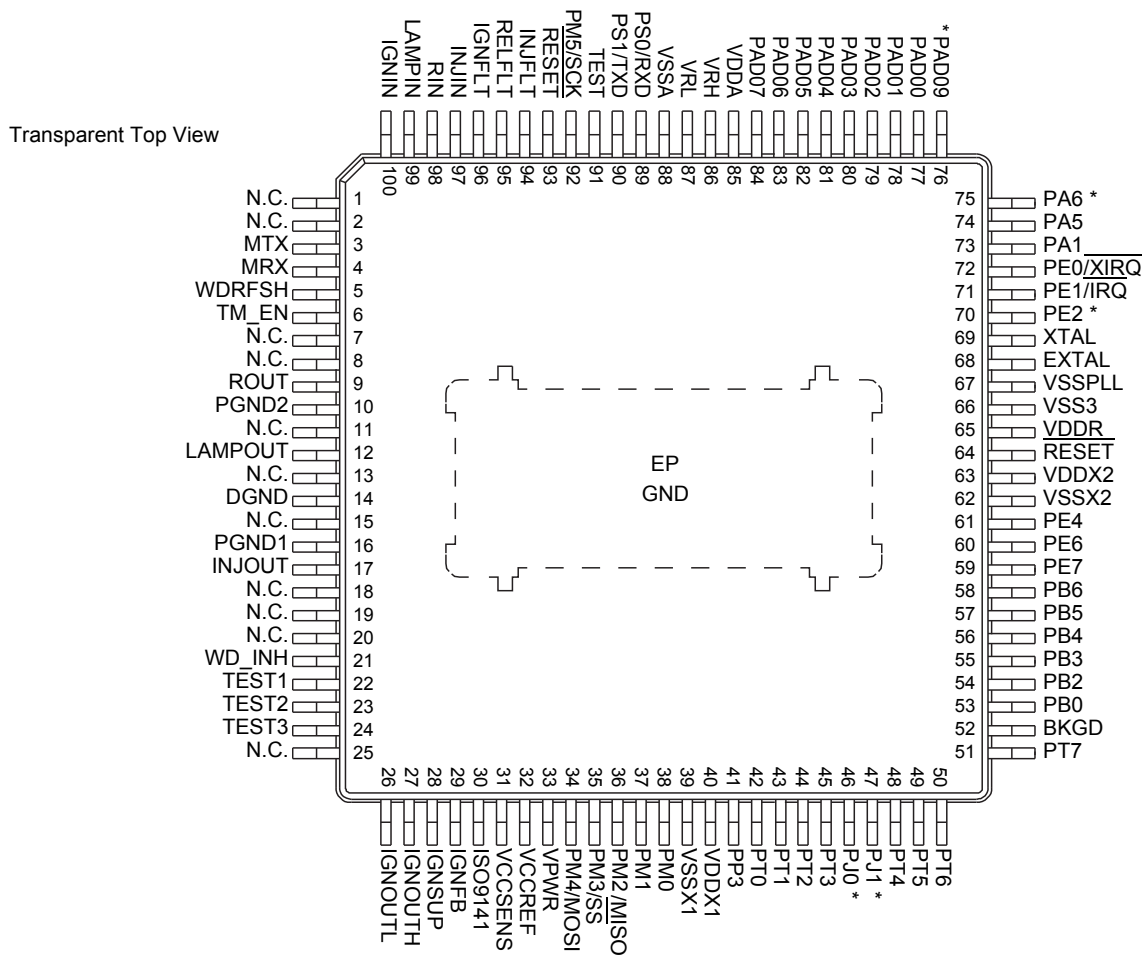 IGNIN
LAMPIN
RIN
INJIN
IGNFLT
RELFLT
INJFLT
RESET
PM5/SCK
TEST
PS1/TXD
PS0/RXD
VSSA
VRL
VRH
VDDA
PAD07
PAD06
PAD05
PAD04
PAD03
PAD02
PAD01
PAD00
* PAD09
Transparent Top View
100
99
98
97
96
95
94
93
92
91
90
89
88
87
86
85
84
83
82
81
80
79
78
77
76
N.C. 1
N.C. 2
MTX 3
MRX 4
WDRFSH 5
TM_EN 6
N.C. 7
N.C. 8
ROUT 9
PGND2 10
N.C. 11
LAMPOUT 12
N.C. 13
DGND 14
N.C. 15
PGND1 16
INJOUT 17
N.C. 18
N.C. 19
N.C. 20
WD_INH 21
TEST1 22
TEST2 23
TEST3 24
N.C. 25
EP
GND
75 PA6 *
74 PA5
73 PA1
72 PE0/XIRQ
71 PE1/IRQ
70 PE2 *
69 XTAL
68 EXTAL
67 VSSPLL
66 VSS3
65 VDDR
64 RESET
63 VDDX2
62 VSSX2
61 PE4
60 PE6
59 PE7
58 PB6
57 PB5
56 PB4
55 PB3
54 PB2
53 PB0
52 BKGD
51 PT7
26
27
28
29
30
31
32
33
34
35
36
37
38
39
40
41
42
43
44
45
46
47
48
49
50
IGNOUTL
IGNOUTH
IGNSUP
IGNFB
ISO9141
VCCSENS
VCCREF
VPWR
PM4/MOSI
PM3/SS
PM2/MISO
PM1
PM0
VSSX1
VDDX1
PP3
PT0
PT1
PT2
PT3
PJ0 *
PJ1 *
PT4
PT5
PT6